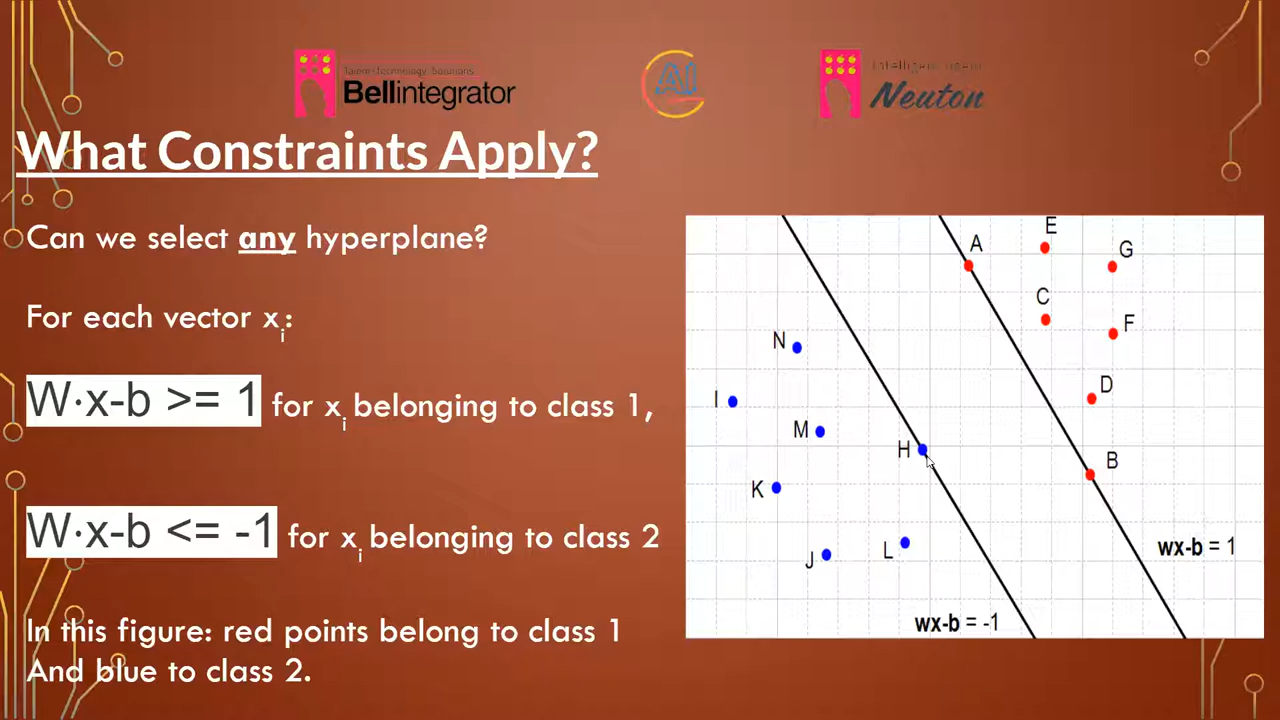 Bellintegrator
AI
Neuton
What Constraints Apply?
Can we select any hyperplane?
For each vector xi:
W·x-b >= 1 for xi belonging to class 1,
W·x-b <= -1 for xi belonging to class 2
In this figure: red points belong to class 1
And blue to class 2.
E
A
G
C
F
N
D
I
M
H
B
K
L
J
wx-b = 1
wx-b = -1